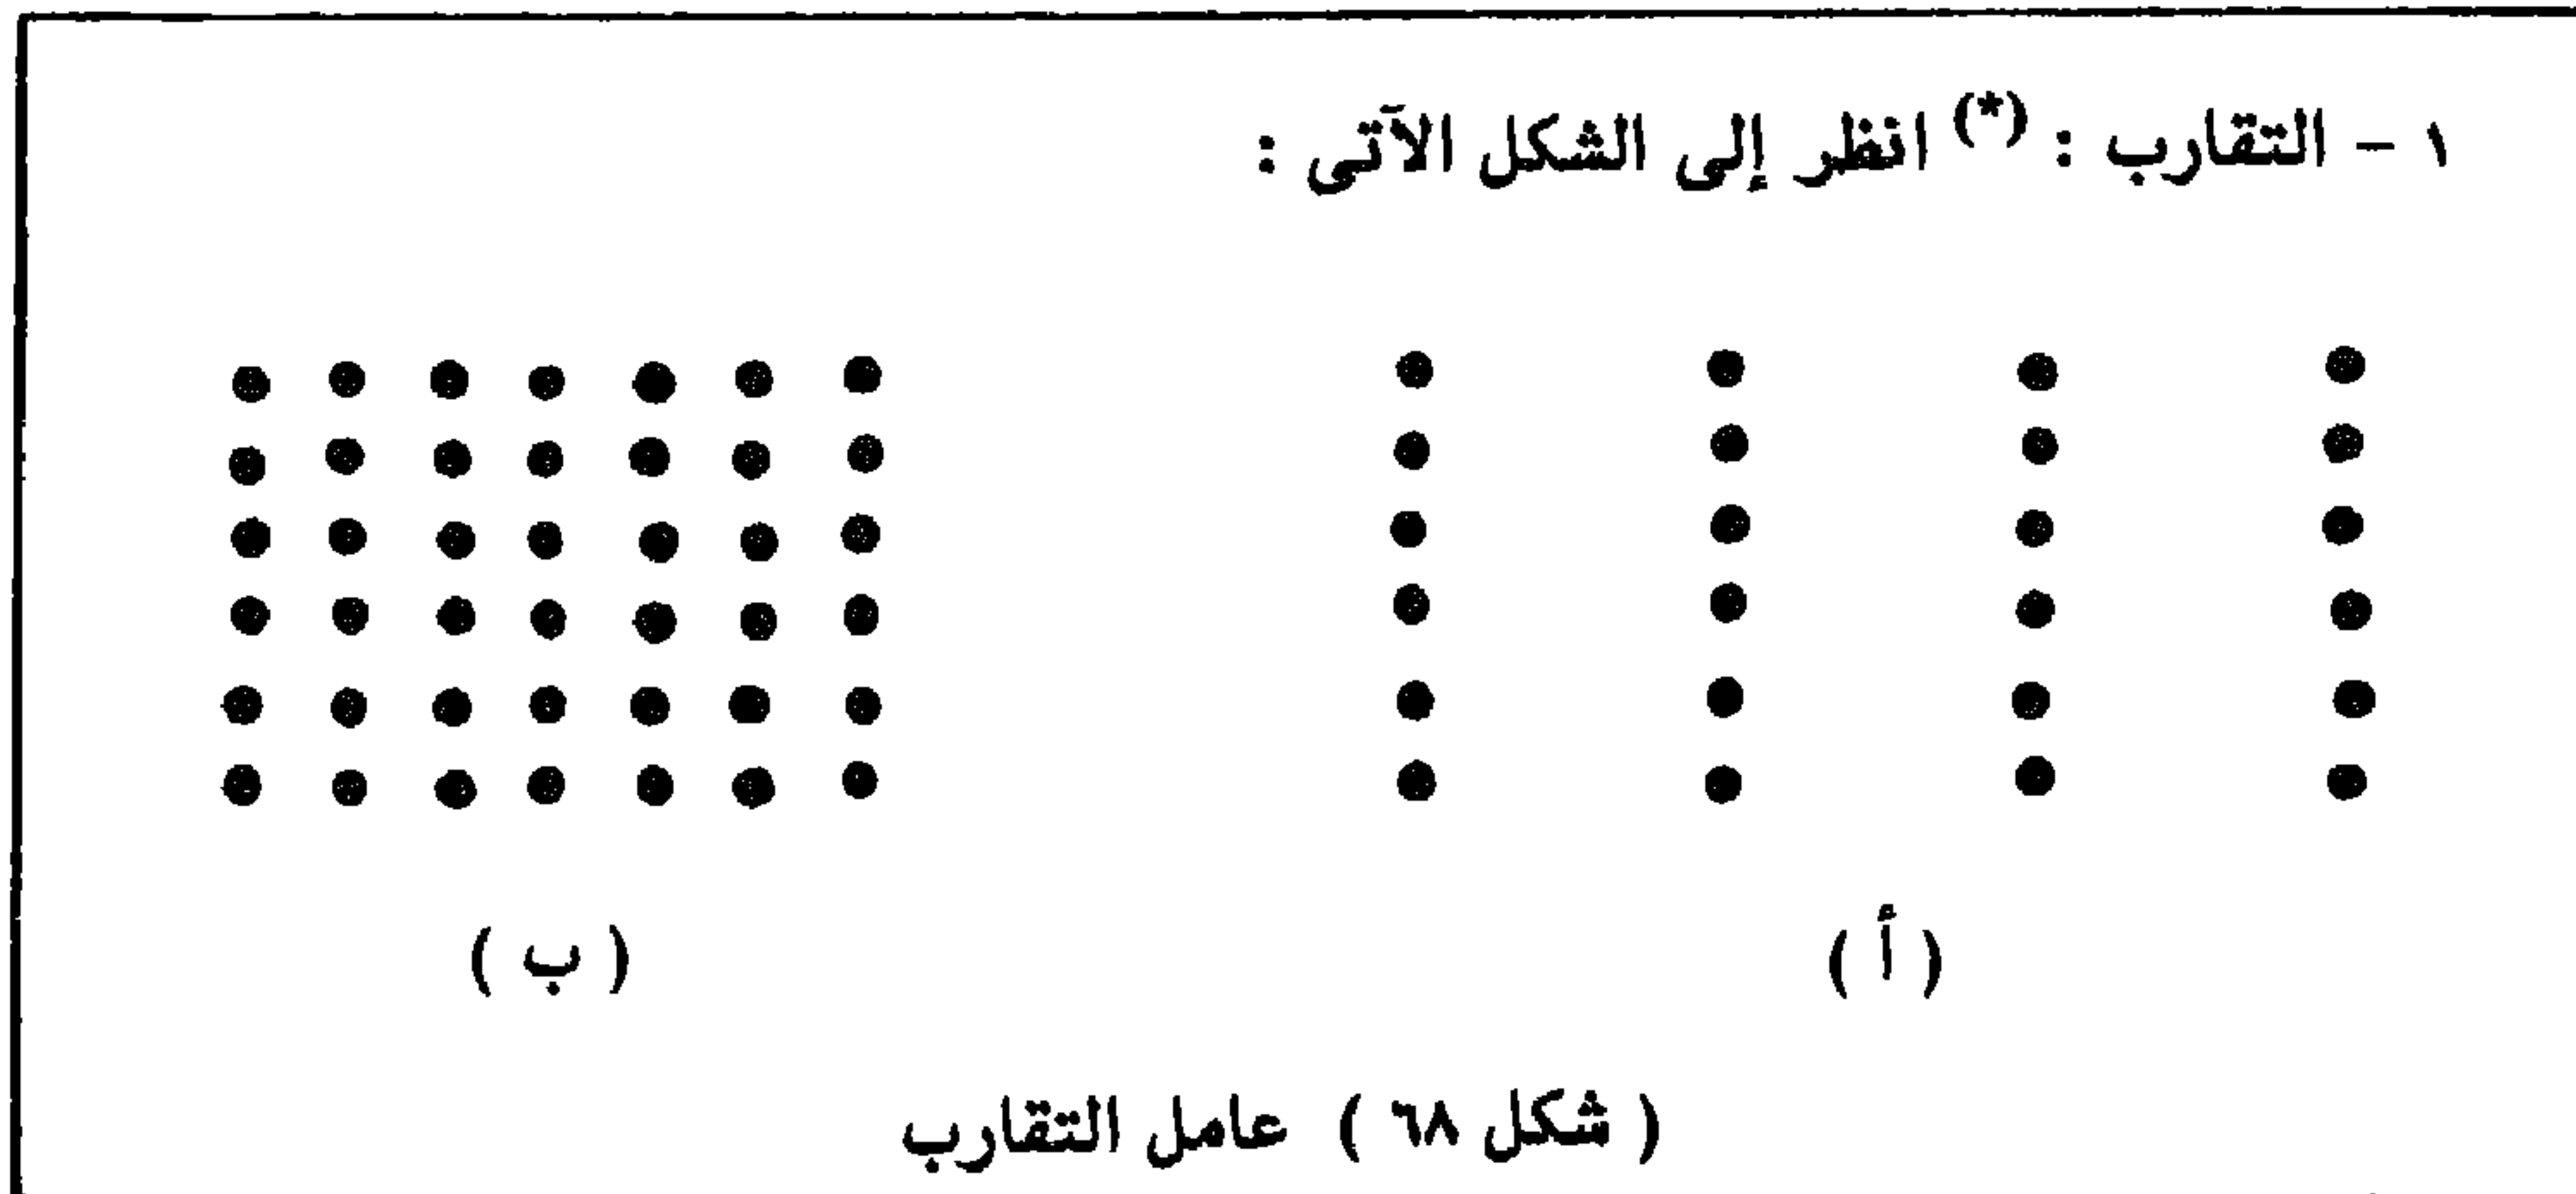 ١ – التقارب : (*) انظر إلى الشكل الآتى :
( أ )
( ب )
( شكل ٦٨ ) عامل التقارب